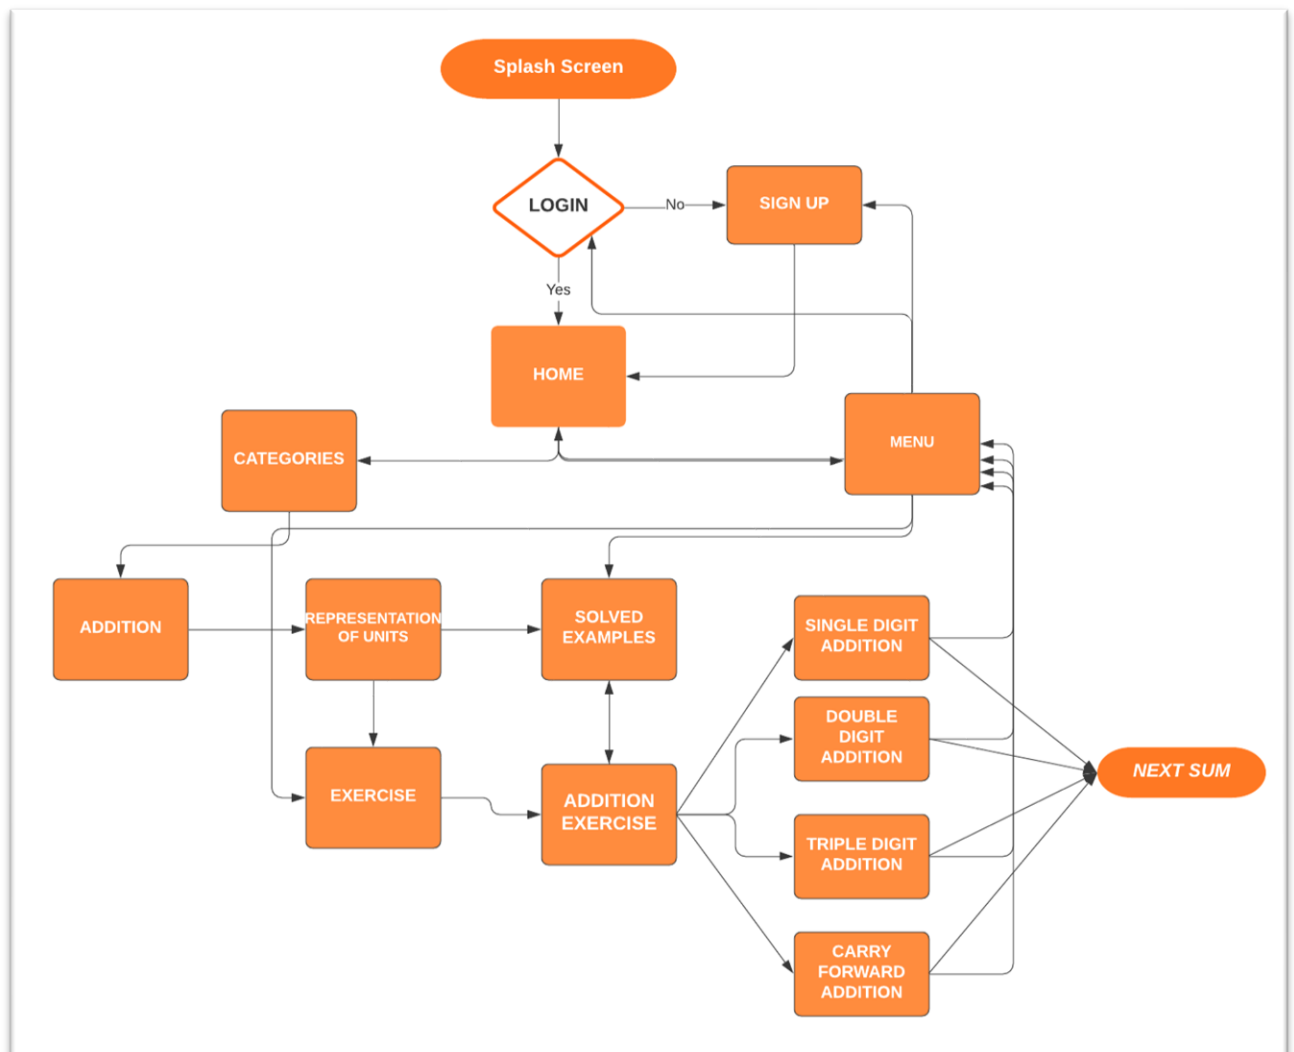 Splash Screen
LOGIN
No
SIGN UP
Yes
HOME
CATEGORIES
MENU
ADDITION
REPRESENTATION
OF UNITS
SOLVED
EXAMPLES
SINGLE DIGIT
ADDITION
DOUBLE
DIGIT
ADDITION
NEXT SUM
EXERCISE
ADDITION
EXERCISE
TRIPLE DIGIT
ADDITION
CARRY
FORWARD
ADDITION